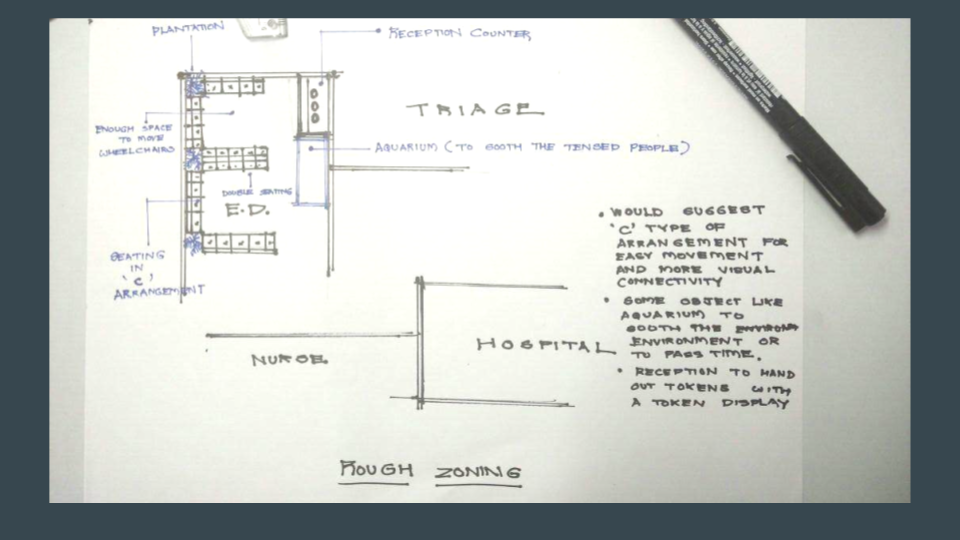 PLANTATION
RECEPTION COUNTER
TRIAGE
ENOUGH SPACE
TO MOVE
WHEELCHAIRS
AQUARIUM (TO SOOTH THE TENSED PEOPLE)
DOUBLE SEATING
E.D.
SEATING
IN
'C'
ARRANGEMENT
• WOULD SUGGEST
'C' TYPE OF
ARRANGEMENT FOR
EASY MOVEMENT
AND MORE VISUAL
CONNECTIVITY
• SOME OBJECT LIKE
AQUARIUM TO
SOOTH THE
ENVIRONMENT OR
TO PASS TIME.
• RECEPTION TO HAND
OUT TOKENS WITH
A TOKEN DISPLAY
NURSE.
HOSPITAL
ROUGH ZONING